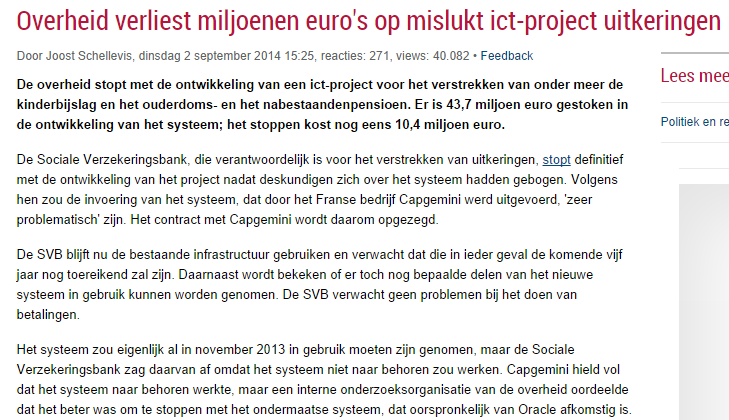 Overheid verliest miljoenen euro's op mislukt ict-project uitkeringen
Door Joost Schellevis, dinsdag 2 september 2014 15:25, reacties: 271, views: 40.082 • Feedback
De overheid stopt met de ontwikkeling van een ict-project voor het verstrekken van onder meer de
kinderbijslag en het ouderdoms- en het nabestaandenpensioen. Er is 43,7 miljoen euro gestoken in
de ontwikkeling van het systeem; het stoppen kost nog eens 10,4 miljoen euro.
De Sociale Verzekeringsbank, die verantwoordelijk is voor het verstrekken van uitkeringen, stopt definitief
met de ontwikkeling van het project nadat deskundigen zich over het systeem hadden gebogen. Volgens
hen zou de invoering van het systeem, dat door het Franse bedrijf Capgemini werd uitgevoerd, 'zeer
problematisch' zijn. Het contract met Capgemini wordt daarom opgezegd.
De SVB blijft nu de bestaande infrastructuur gebruiken en verwacht dat die in ieder geval de komende vijf
jaar nog toereikend zal zijn. Daarnaast wordt bekeken of er toch nog bepaalde delen van het nieuwe
systeem in gebruik kunnen worden genomen. De SVB verwacht geen problemen bij het doen van
betalingen.
Het systeem zou eigenlijk al in november 2013 in gebruik moeten zijn genomen, maar de Sociale
Verzekeringsbank zag daarvan af omdat het systeem niet naar behoren zou werken. Capgemini hield vol
dat het systeem naar behoren werkte, maar een interne onderzoeksorganisatie van de overheid oordeelde
dat het beter was om te stoppen met het ondermaatse systeem, dat oorspronkelijk van Oracle afkomstig is.
Lees mee
Politiek en re